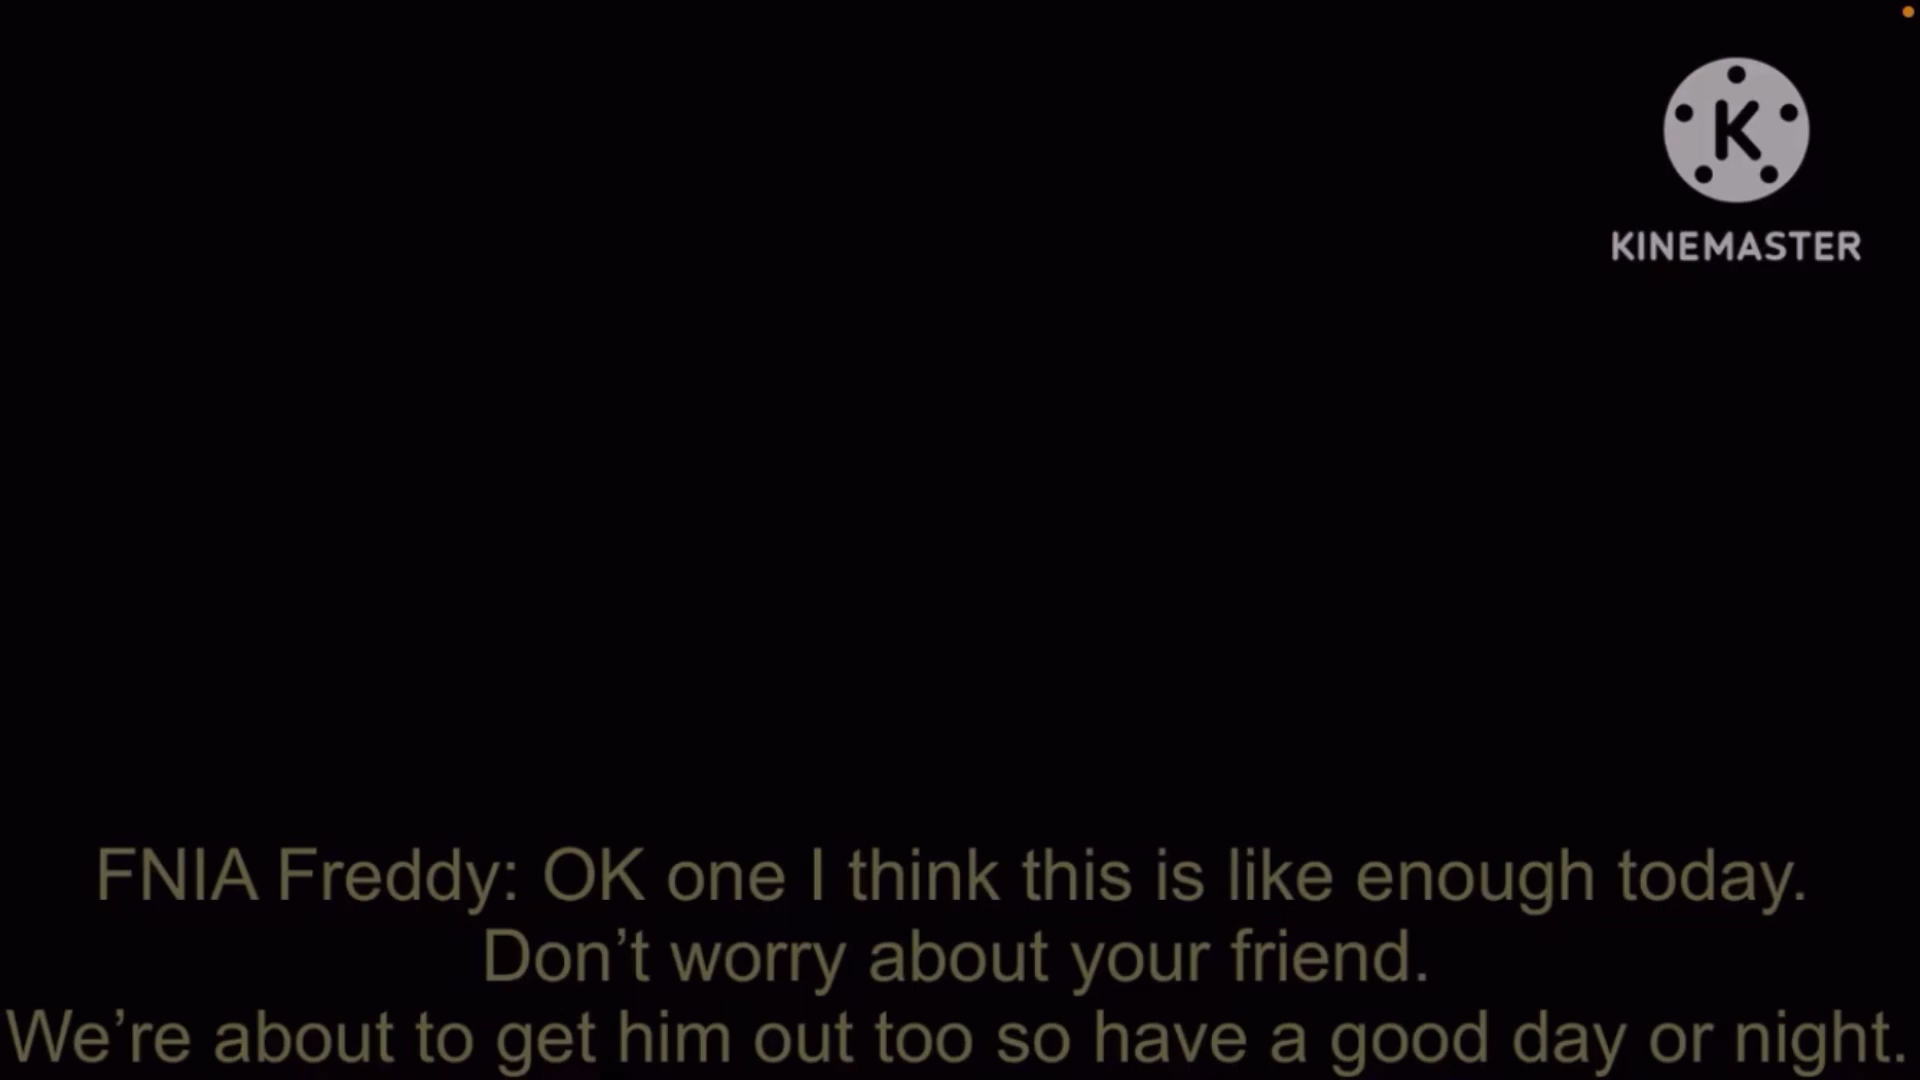 K
KINEMASTER
FNIA Freddy: OK one I think this is like enough today.
Don’t worry about your friend.
We’re about to get him out too so have a good day or night.